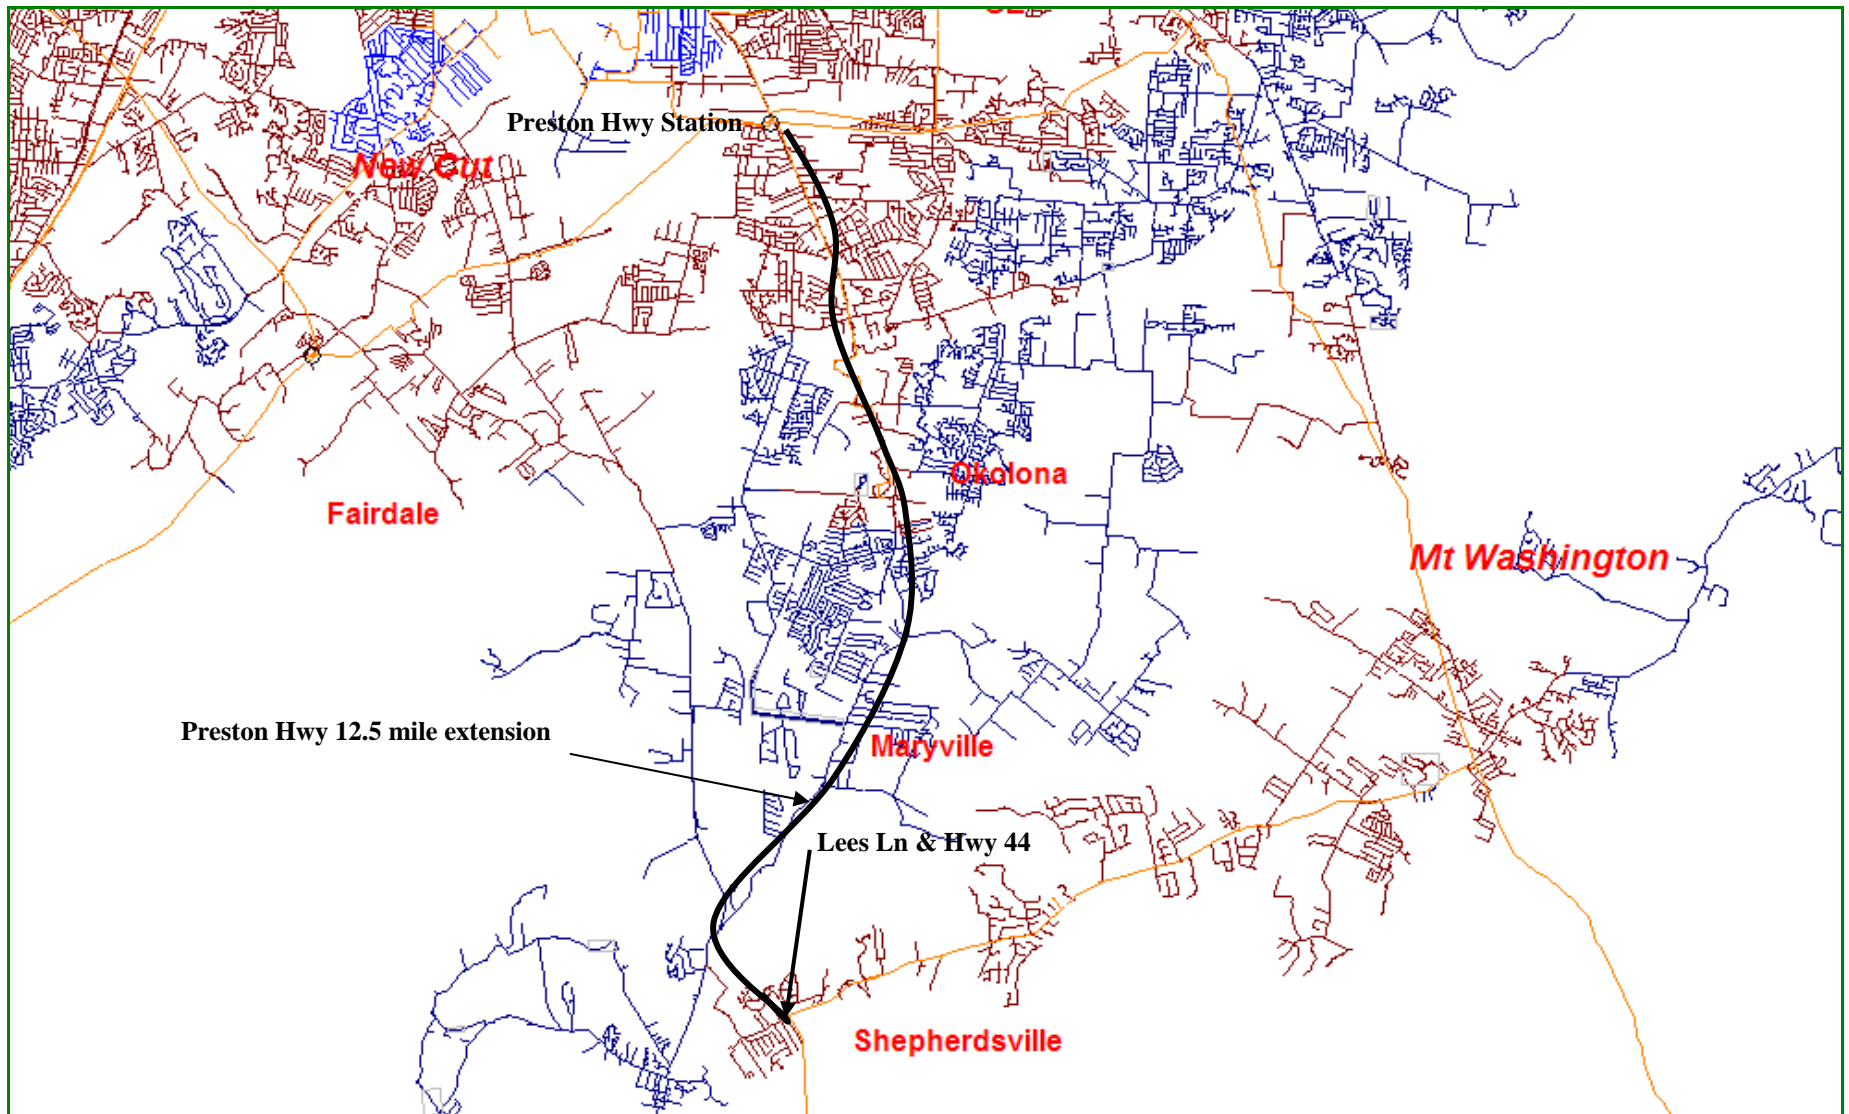 Preston Hwy Station
New Cut
Okolona
Fairdale
Mt Washington
Preston Hwy 12.5 mile extension
Maryville
Lees Ln & Hwy 44
Shepherdsville